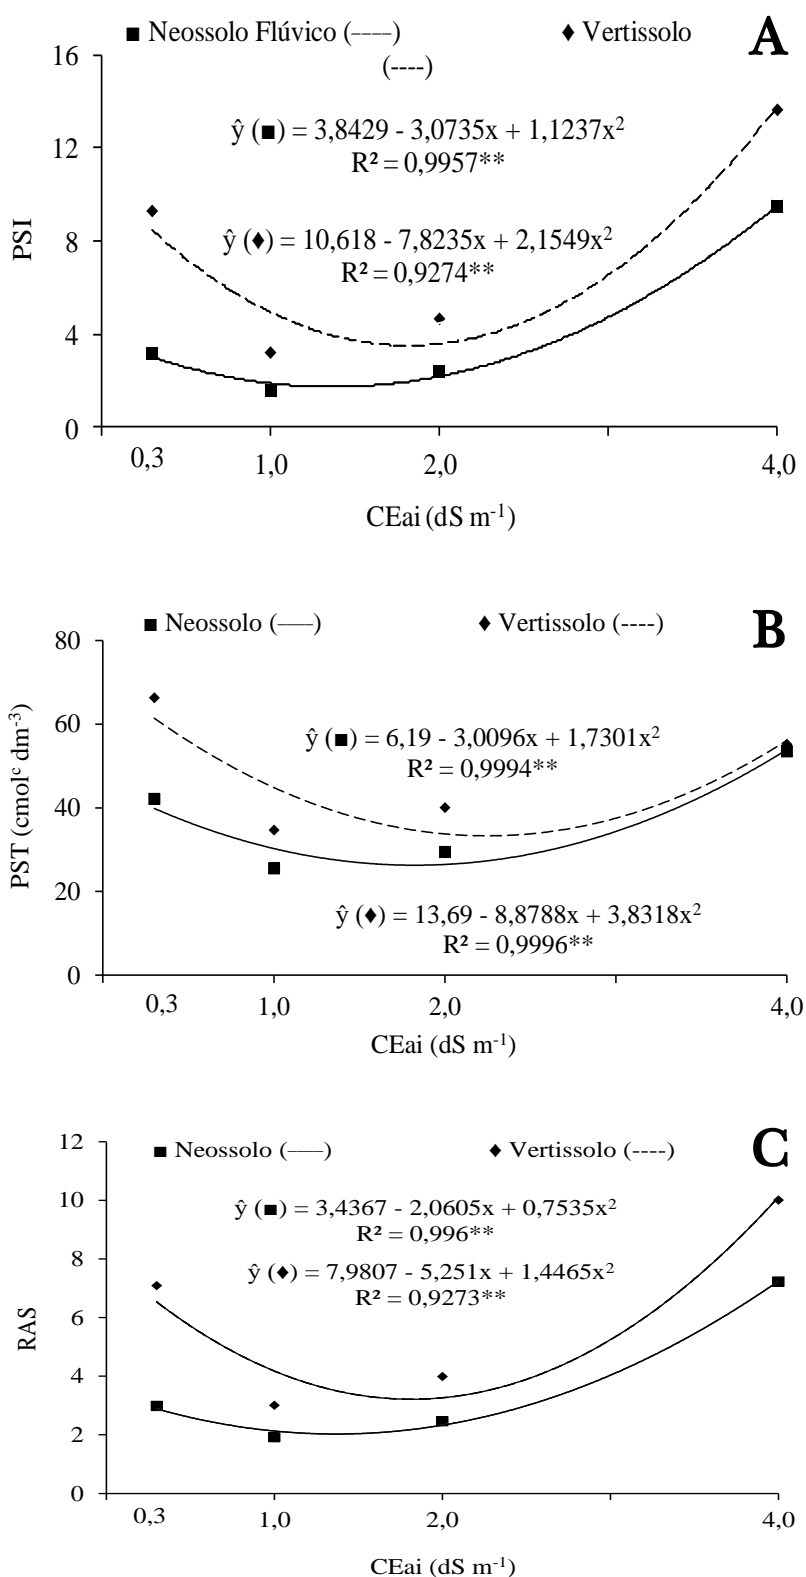 ■ Neossolo Flúvico (——) ♦ Vertissolo A
(----)
16
ŷ (■) = 3,8429 - 3,0735x + 1,1237x²
R² = 0,9957**
12
ŷ (♦) = 10,618 - 7,8235x + 2,1549x²
R² = 0,9274**
PSI
8
4
0
0,3 1,0 2,0 4,0
CEai (dS m⁻¹)
■ Neossolo (——) ♦ Vertissolo (----) B
80
60
ŷ (■) = 6,19 - 3,0096x + 1,7301x²
R² = 0,9994**
PST (cmolᶜ dm⁻³)
40
20
ŷ (♦) = 13,69 - 8,8788x + 3,8318x²
R² = 0,9996**
0
0,3 1,0 2,0 4,0
CEai (dS m⁻¹)
12
■ Neossolo (——) ♦ Vertissolo (----) C
10
ŷ (■) = 3,4367 - 2,0605x + 0,7535x²
R² = 0,996**
8
ŷ (♦) = 7,9807 - 5,251x + 1,4465x²
R² = 0,9273**
RAS
6
4
2
0
0,3 1,0 2,0 4,0
CEai (dS m⁻¹)